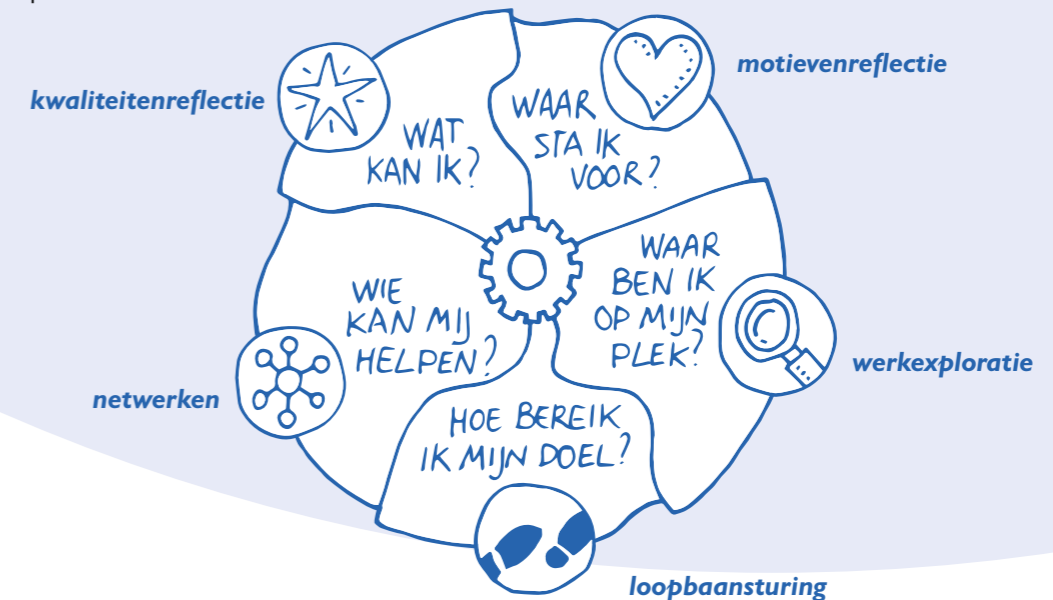 kwaliteitenreflectie
WAT
KAN IK?
motievenreflectie
WAAR
STA IK
VOOR?
WAAR
BEN IK
OP MIJN
PLEK?
werkexploratie
HOE BEREIK
IK MIJN DOEL?
loopbaansturing
WIE
KAN MIJ
HELPEN?
netwerken